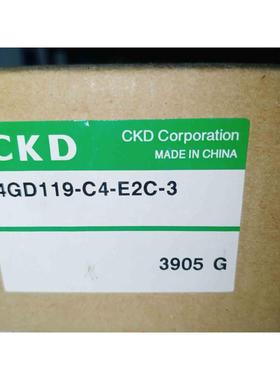 CKD
CKD Corporation
MADE IN CHINA
4GD119-C4-E2C-3
3905 G